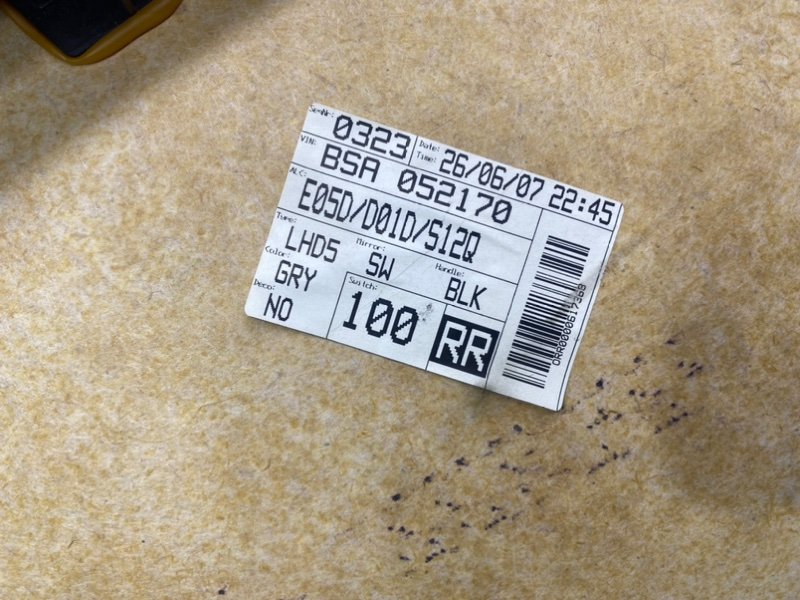 SeqNr: 0323 Date: Time: 26/06/07 22:45
VIN: BSA 052170
ALC: E05D/D01D/S12Q
Type: LHD5 Mirror: SW Handle: BLK
Color: GRY Switch: 100 RR
Deco: NO